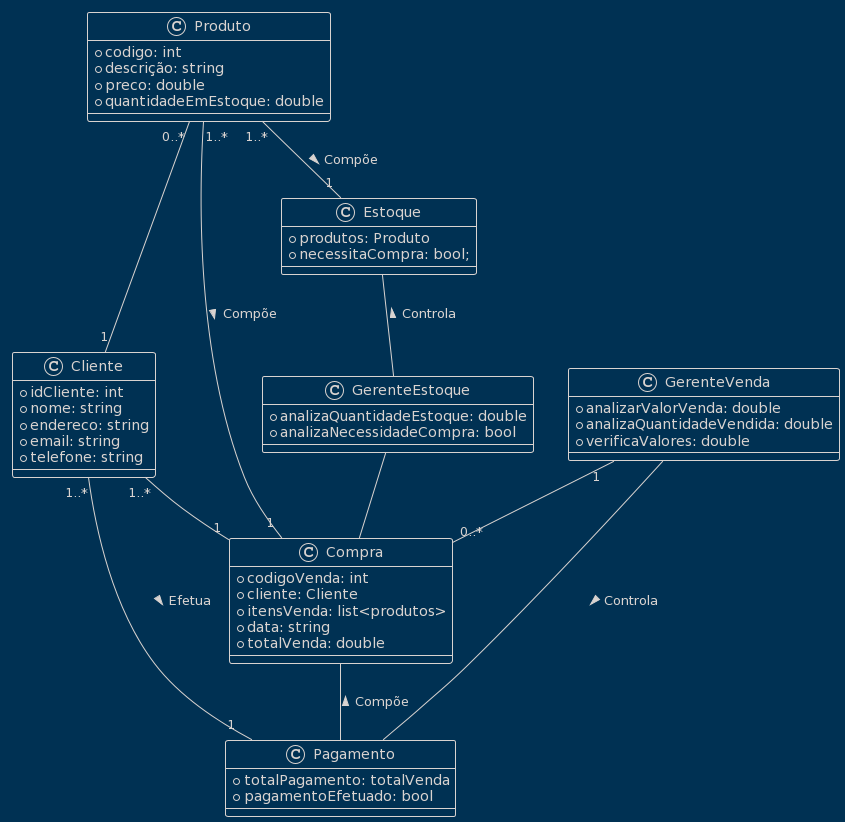 C Produto
codigo: int
descrição: string
preco: double
quantidadeEmEstoque: double
0..* 1..* 1..*
Compõe
1
C Estoque
produtos: Produto
necessitaCompra: bool;
Compõe
Controla
1
C Cliente
idCliente: int
nome: string
endereco: string
email: string
telefone: string
C GerenteEstoque
analizaQuantidadeEstoque: double
analizaNecessidadeCompra: bool
C GerenteVenda
analizarValorVenda: double
analizaQuantidadeVendida: double
verificaValores: double
1..* 1..*
1
1
1
0..*
C Compra
codigoVenda: int
cliente: Cliente
itensVenda: list<produtos>
data: string
totalVenda: double
Efetua
Controla
Compõe
1
C Pagamento
totalPagamento: totalVenda
pagamentoEfetuado: bool